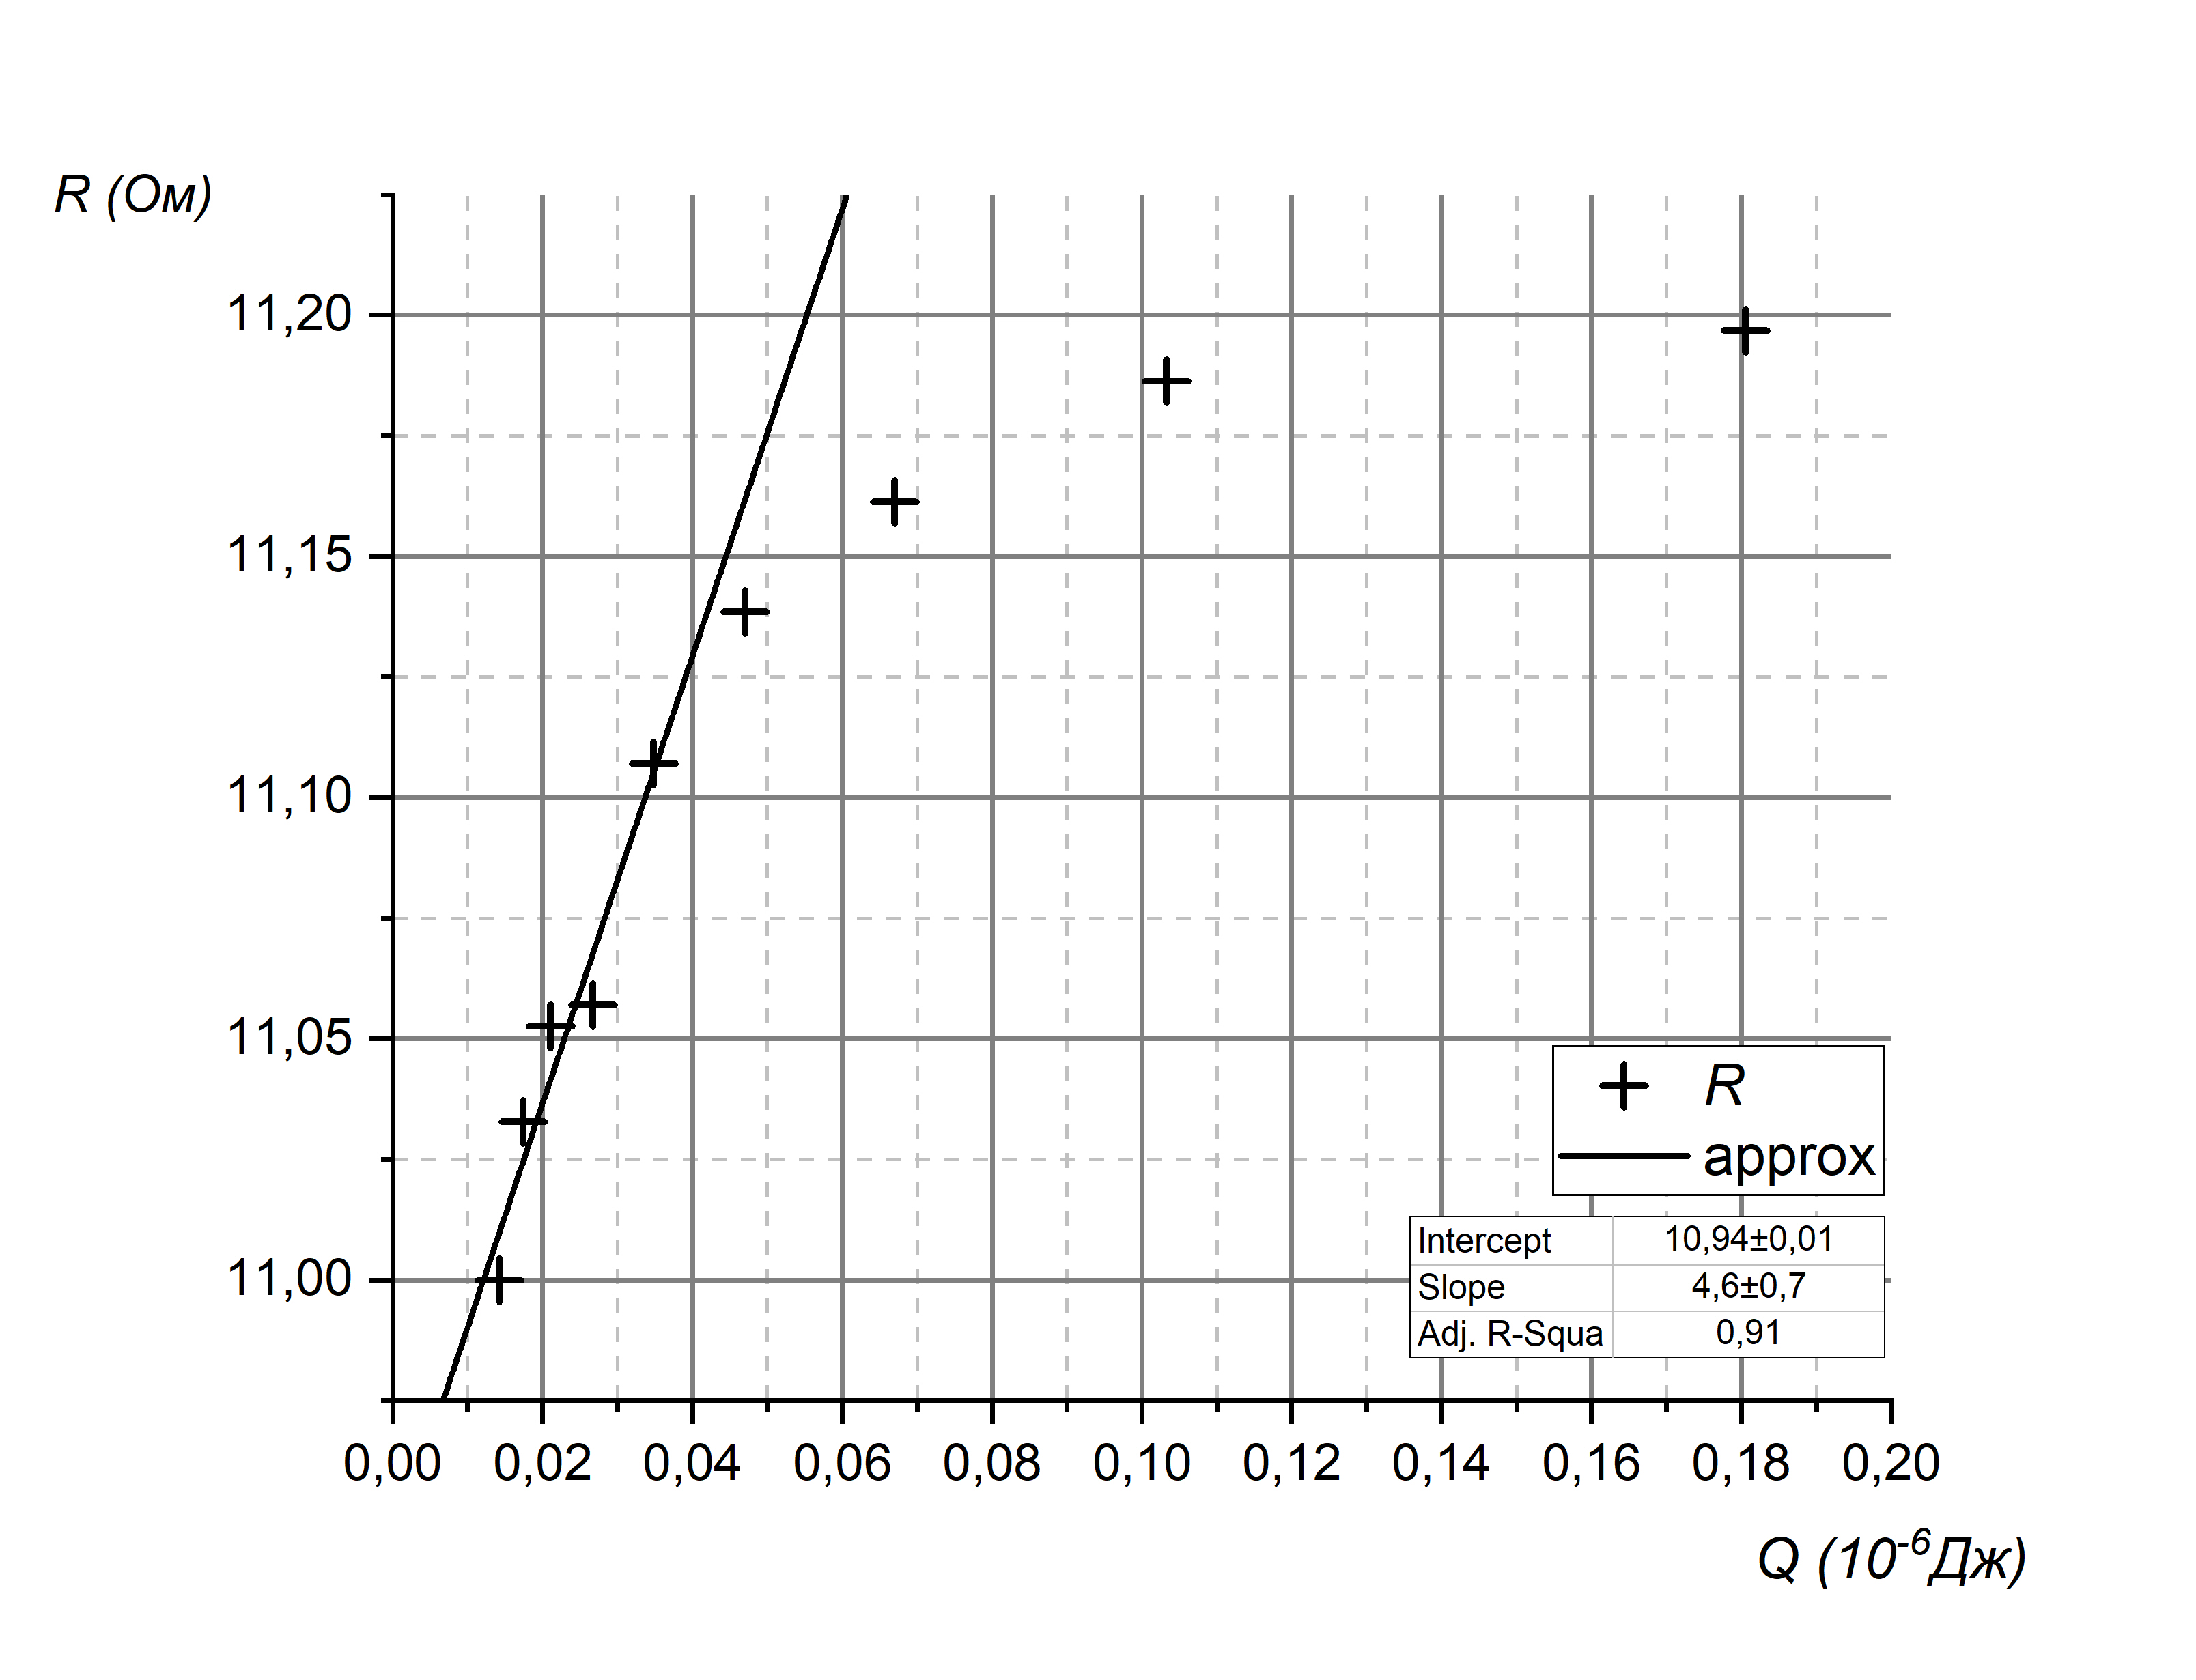 R (Ом)
11,20
11,15
11,10
11,05
11,00
R
approx
Intercept 10,94±0,01
Slope 4,6±0,7
Adj. R-Squa 0,91
0,00 0,02 0,04 0,06 0,08 0,10 0,12 0,14 0,16 0,18 0,20
Q (10⁻⁶Дж)